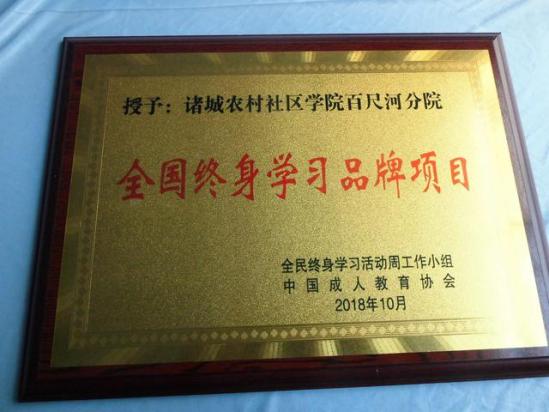 授予：诸城农村社区学院百尺河分院
全国终身学习品牌项目
全民终身学习活动周工作小组
中国成人教育协会
2018年10月